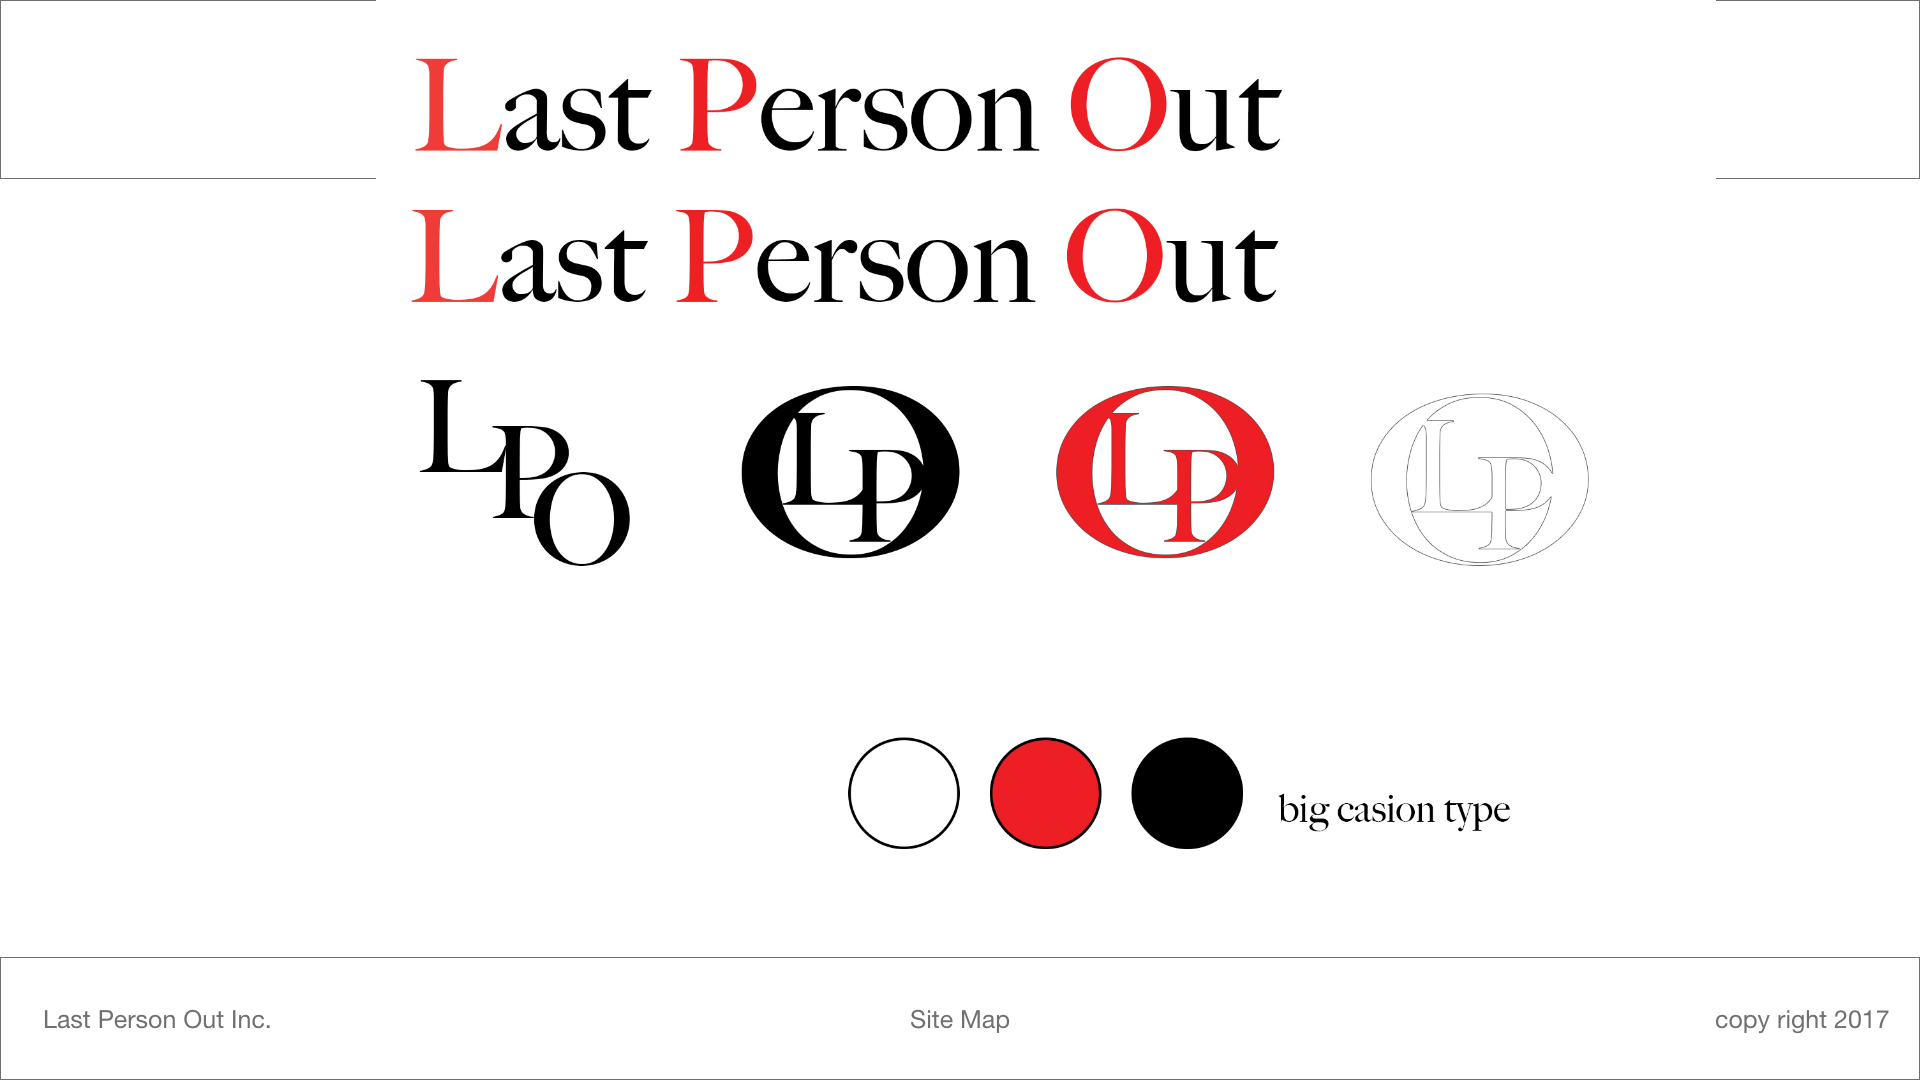 Last Person Out
Last Person Out
LPO
LPO
LPO
LPO
big casion type
Last Person Out Inc.
Site Map
copy right 2017